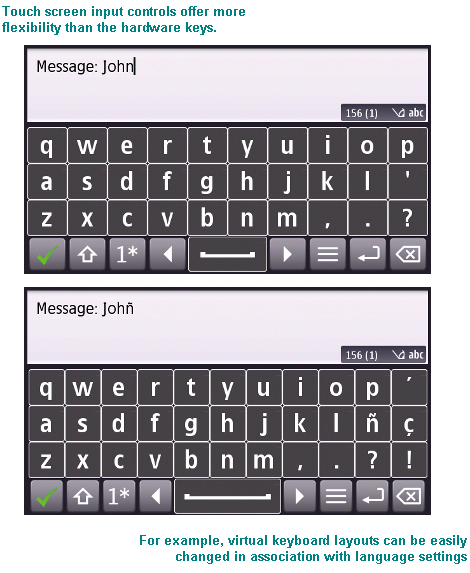 Touch screen input controls offer more
flexibility than the hardware keys.
Message: John
156 (1) abc
q w e r t y u i o p
a s d f g h j k l '
z x c v b n m , . ?
1*
Message: Johñ
156 (1) abc
q w e r t y u i o p ´
a s d f g h j k l ñ ç
z x c v b n m , . ? !
1*
For example, virtual keyboard layouts can be easily
changed in association with language settings